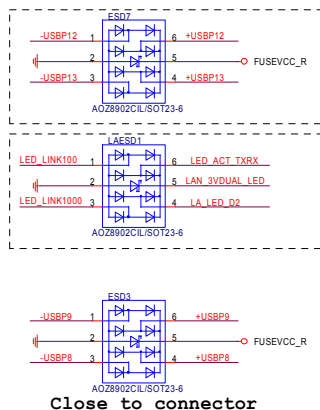 ESD7
-USBP12 1 6 +USBP12
2 5 FUSEVCC_R
-USBP13 3 4 +USBP13
AOZ8902CIL/SOT23-6
LAESD1
LED_LINK100 1 6 LED_ACT_TXRX
2 5 LAN_3VDUAL_LED
LED_LINK1000 3 4 LA_LED_D2
AOZ8902CIL/SOT23-6
ESD3
-USBP9 1 6 +USBP9
2 5 FUSEVCC_R
-USBP8 3 4 +USBP8
AOZ8902CIL/SOT23-6
Close to connector